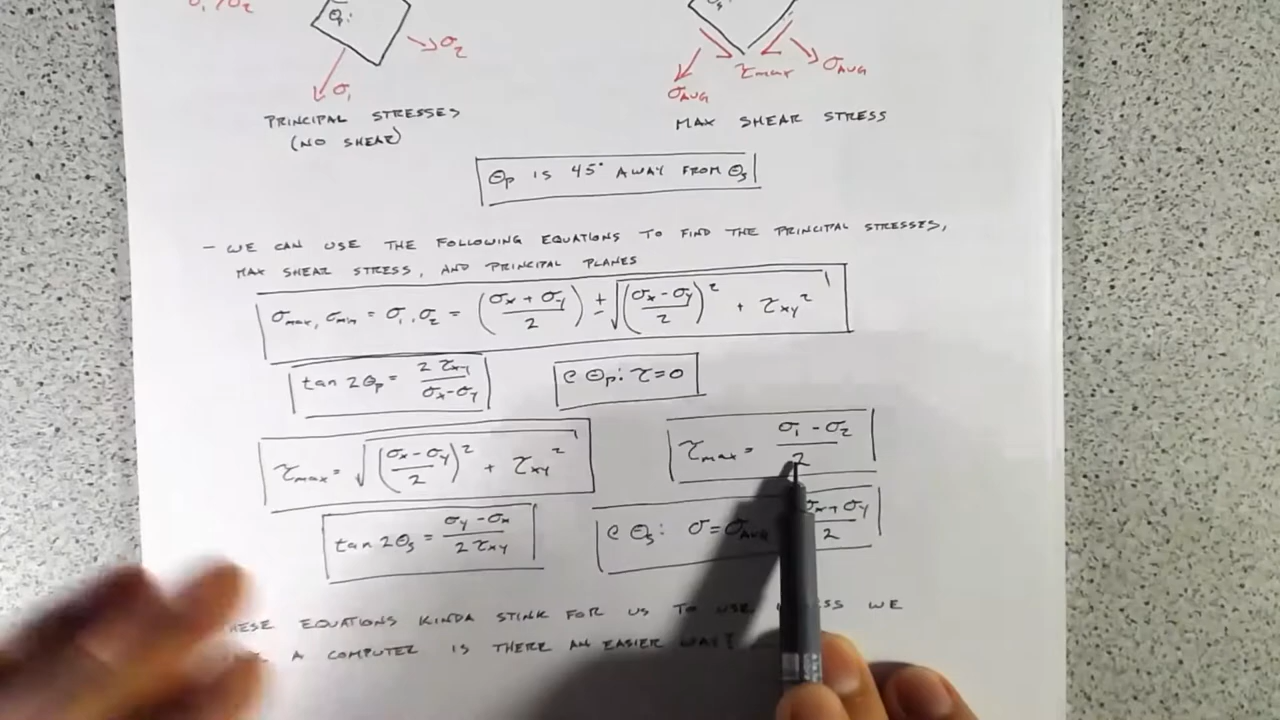 σ₂
σ₁
PRINCIPAL STRESSES
(NO SHEAR)
σAVG
τmax
σAVG
MAX SHEAR STRESS
θp IS 45° AWAY FROM θs
- WE CAN USE THE FOLLOWING EQUATIONS TO FIND THE PRINCIPAL STRESSES,
MAX SHEAR STRESS, AND PRINCIPAL PLANES
σmax, σmin = σ₁, σ₂ = ((σx + σy)/2) ± √(((σx - σy)/2)² + τxy²)
tan 2θp = 2τxy/(σx - σy)
@ θp: τ=0
τmax = √(((σx - σy)/2)² + τxy²)
τmax = (σ₁ - σ₂)/2
tan 2θs = (σy - σx)/(2τxy)
@ θs: σ = σAVG (σx + σy)/2
EQUATIONS KINDA STINK FOR US TO USE WE
A COMPUTER IS THERE AN EASIER WAY?